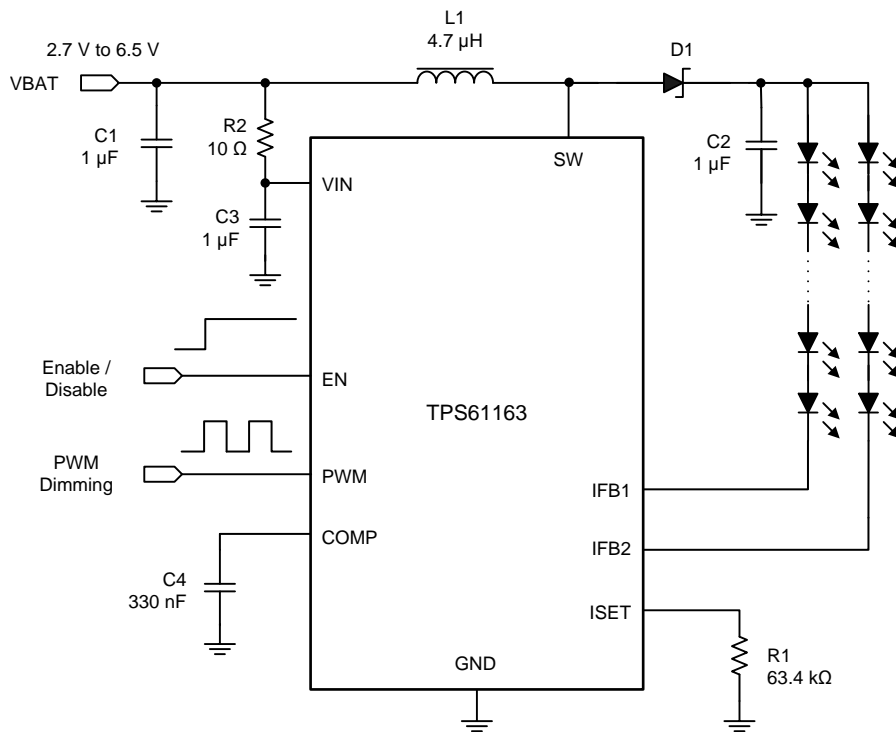 L1
4.7 µH
2.7 V to 6.5 V
D1
VBAT
C1
1 µF
R2
10 Ω
C2
1 µF
SW
VIN
C3
1 µF
Enable /
Disable
EN
TPS61163
PWM
Dimming
PWM
IFB1
COMP
IFB2
C4
330 nF
ISET
R1
63.4 kΩ
GND